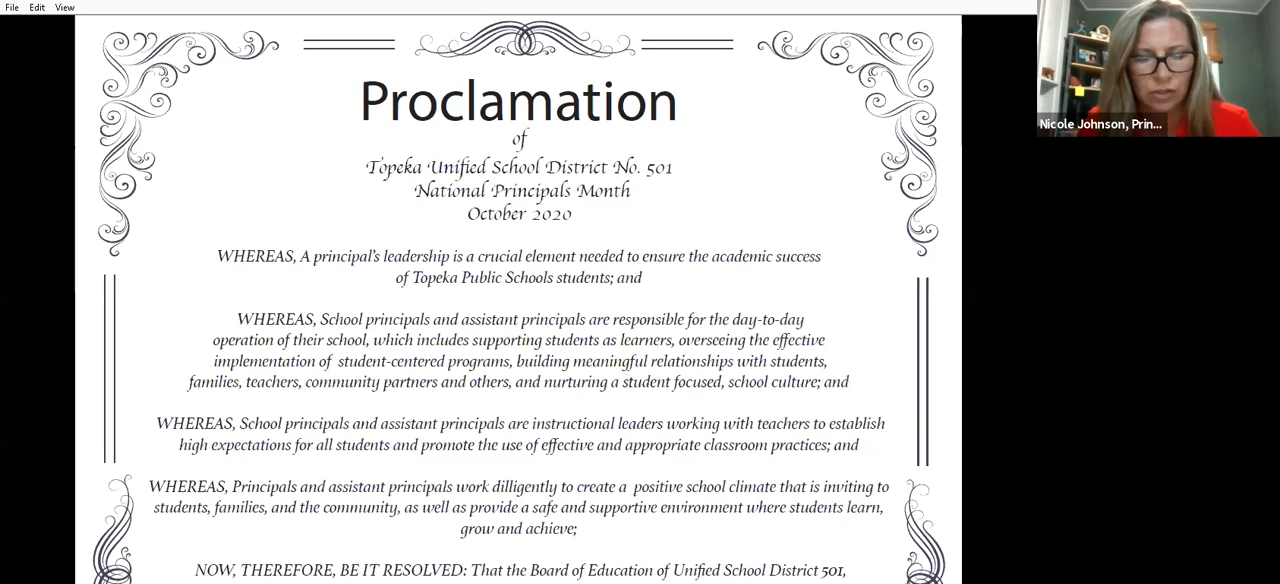 File Edit View
Proclamation
of
Topeka Unified School District No. 501
National Principals Month
October 2020
WHEREAS, A principal's leadership is a crucial element needed to ensure the academic success
of Topeka Public Schools students; and
WHEREAS, School principals and assistant principals are responsible for the day-to-day
operation of their school, which includes supporting students as learners, overseeing the effective
implementation of student-centered programs, building meaningful relationships with students,
families, teachers, community partners and others, and nurturing a student focused, school culture; and
WHEREAS, School principals and assistant principals are instructional leaders working with teachers to establish
high expectations for all students and promote the use of effective and appropriate classroom practices; and
WHEREAS, Principals and assistant principals work dilligently to create a positive school climate that is inviting to
students, families, and the community, as well as provide a safe and supportive environment where students learn,
grow and achieve;
NOW, THEREFORE, BE IT RESOLVED: That the Board of Education of Unified School District 501,
Nicole Johnson, Prin...